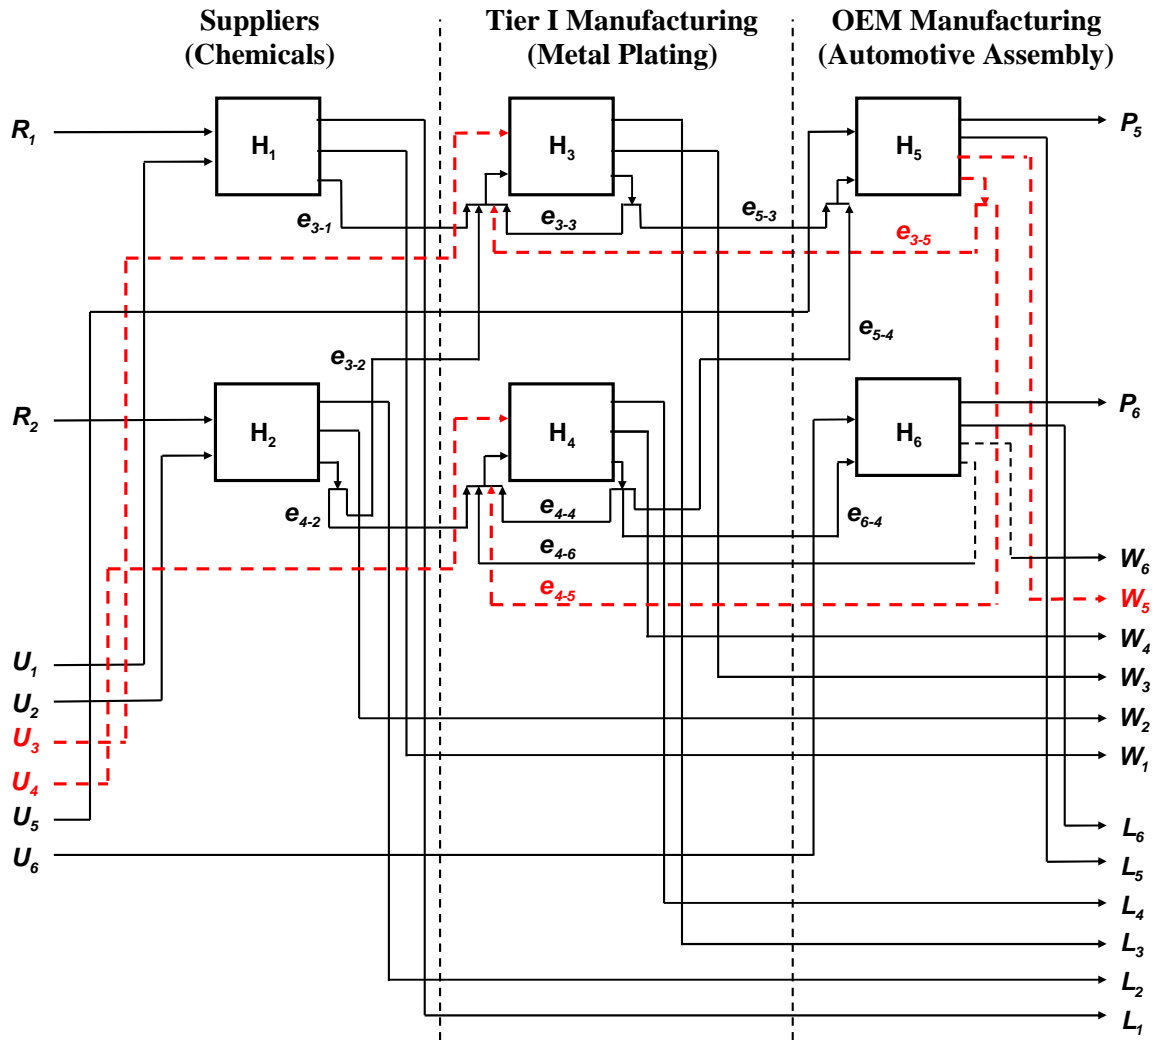 Suppliers
(Chemicals)
Tier I Manufacturing
(Metal Plating)
OEM Manufacturing
(Automotive Assembly)
R1
H1
H3
H5
P5
e3-1
e3-3
e5-3
e3-5
e3-2
e5-4
R2
H2
H4
H6
P6
e4-2
e4-4
e6-4
e4-6
e4-5
W6
W5
W4
W3
W2
W1
U1
U2
U3
U4
U5
U6
L6
L5
L4
L3
L2
L1